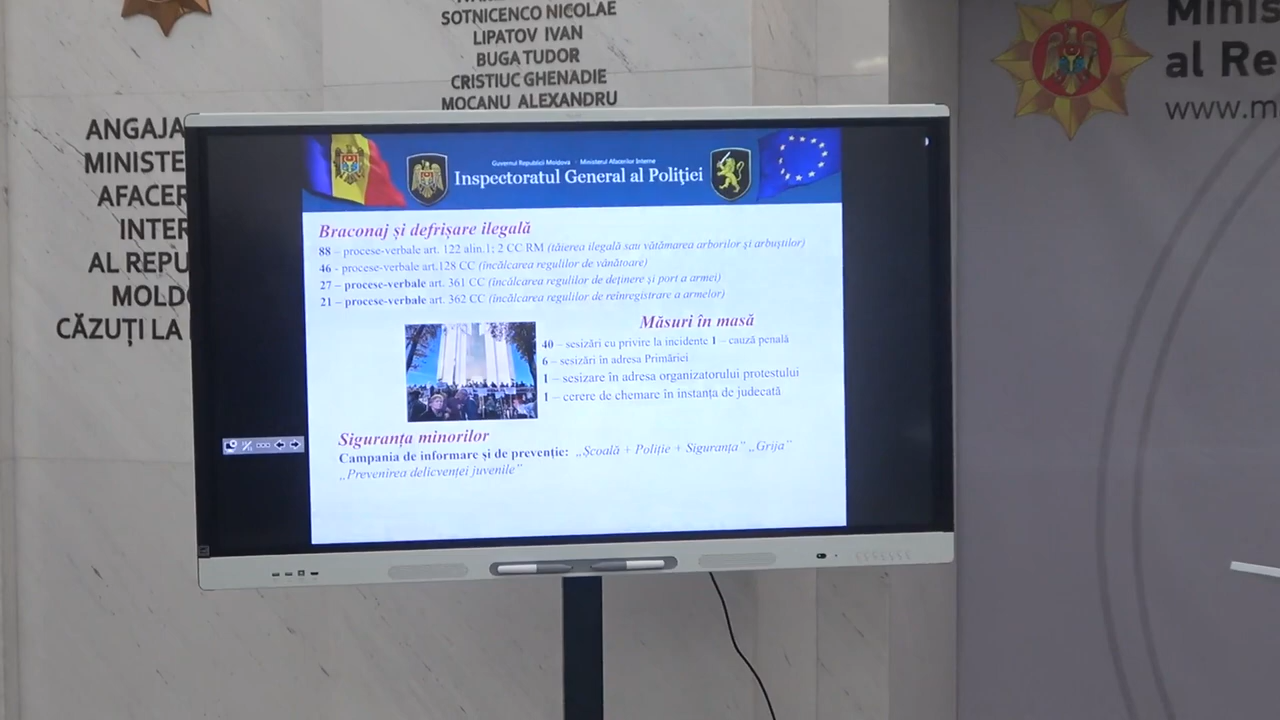 SOTNICENCO NICOLAE
LIPATOV IVAN
BUGA TUDOR
CRISTIUC GHENADIE
MOCANU ALEXANDRU
ANGAJA
MINISTE
AFACER
INTER
AL REPU
MOLDO
CĂZUȚI LA
Minis
al Re
www.m
Guvernul Republicii Moldova - Ministerul Afacerilor Interne
Inspectoratul General al Poliţiei
Braconaj și defrișare ilegală
88 – procese-verbale art. 122 alin.1; 2 CC RM (tăierea ilegală sau vătămarea arborilor și arbuștilor)
46 - procese-verbale art.128 CC (încălcarea regulilor de vânătoare)
27 – procese-verbale art. 361 CC (încălcarea regulilor de deținere și port a armei)
21 – procese-verbale art. 362 CC (încălcarea regulilor de reînregistrare a armelor)
Măsuri în masă
40 – sesizări cu privire la incidente 1 – cauză penală
6 – sesizări în adresa Primăriei
1 – sesizare în adresa organizatorului protestului
1 – cerere de chemare în instanța de judecată
Siguranța minorilor
Campania de informare și de prevenție: „Școală + Poliție + Siguranța” „Grija”
„Prevenirea delicvenței juvenile”